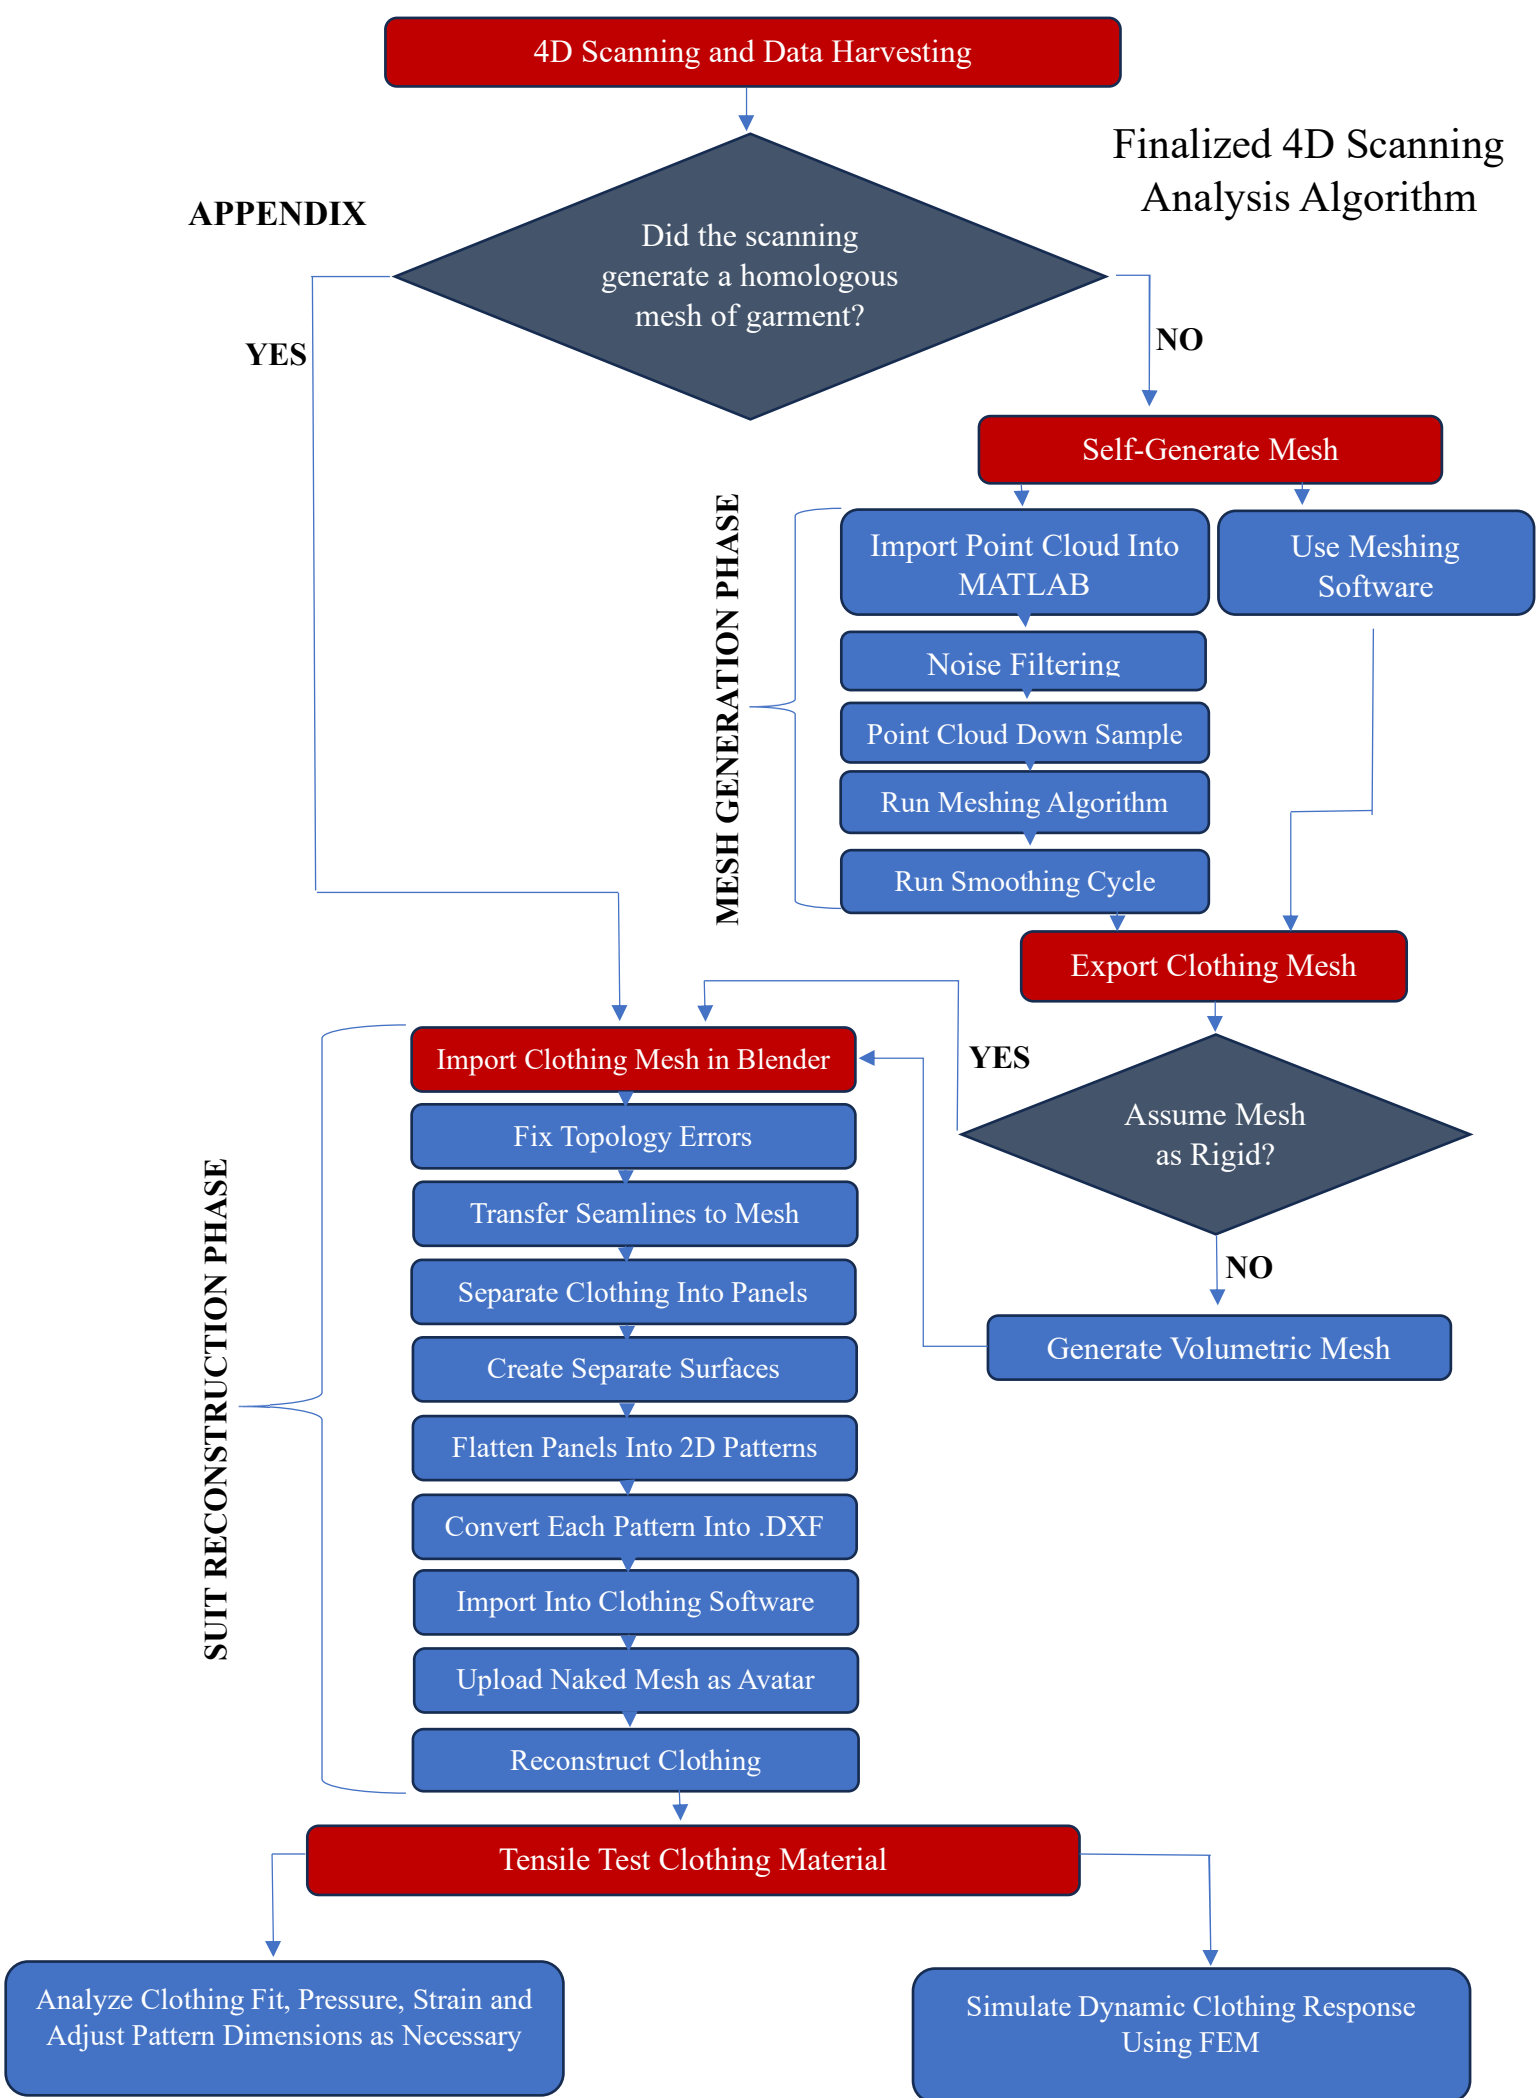 4D Scanning and Data Harvesting
Finalized 4D Scanning
Analysis Algorithm
APPENDIX
Did the scanning
generate a homologous
mesh of garment?
YES
NO
Self-Generate Mesh
MESH GENERATION PHASE
Import Point Cloud Into
MATLAB
Use Meshing
Software
Noise Filtering
Point Cloud Down Sample
Run Meshing Algorithm
Run Smoothing Cycle
Export Clothing Mesh
YES
Assume Mesh
as Rigid?
NO
Generate Volumetric Mesh
SUIT RECONSTRUCTION PHASE
Import Clothing Mesh in Blender
Fix Topology Errors
Transfer Seamlines to Mesh
Separate Clothing Into Panels
Create Separate Surfaces
Flatten Panels Into 2D Patterns
Convert Each Pattern Into .DXF
Import Into Clothing Software
Upload Naked Mesh as Avatar
Reconstruct Clothing
Tensile Test Clothing Material
Analyze Clothing Fit, Pressure, Strain and
Adjust Pattern Dimensions as Necessary
Simulate Dynamic Clothing Response
Using FEM